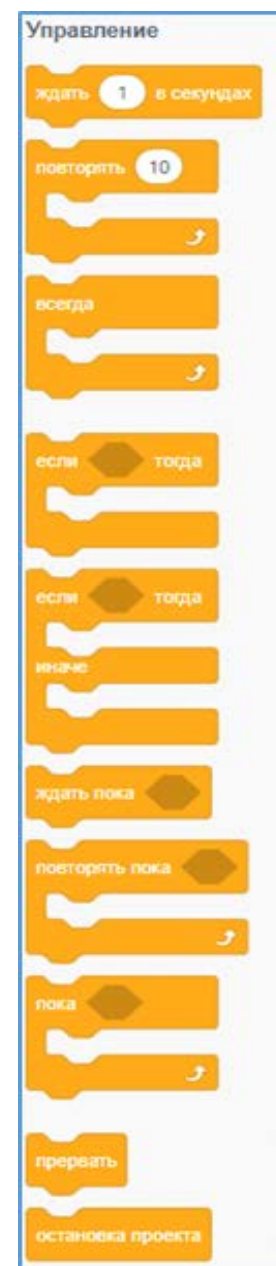 Управление
ждать 1 в секундах
повторять 10
всегда
если тогда
если тогда
иначе
ждать пока
повторять пока
пока
прервать
остановка проекта